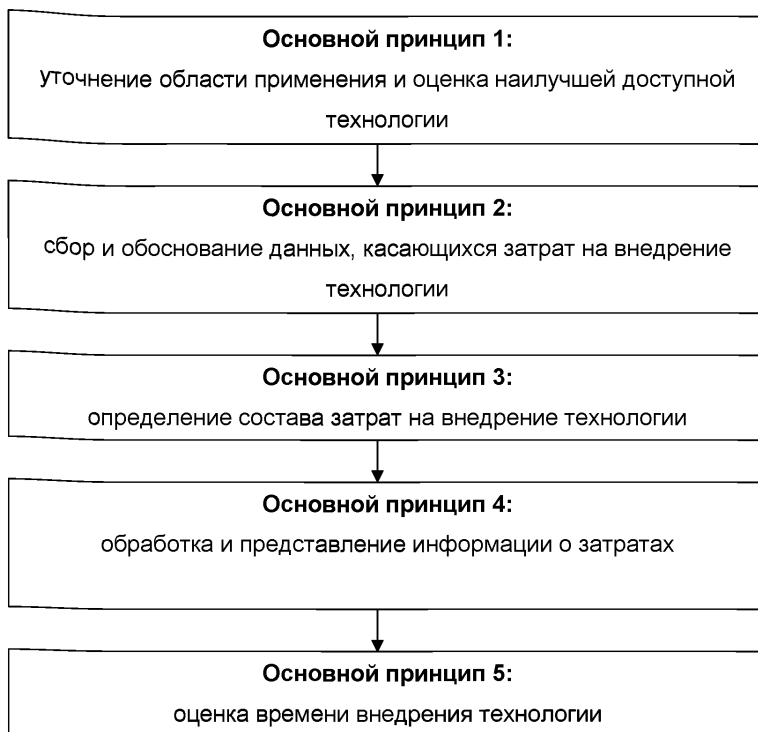 Основной принцип 1:
уточнение области применения и оценка наилучшей доступной
технологии
Основной принцип 2:
сбор и обоснование данных, касающихся затрат на внедрение
технологии
Основной принцип 3:
определение состава затрат на внедрение технологии
Основной принцип 4:
обработка и представление информации о затратах
Основной принцип 5:
оценка времени внедрения технологии